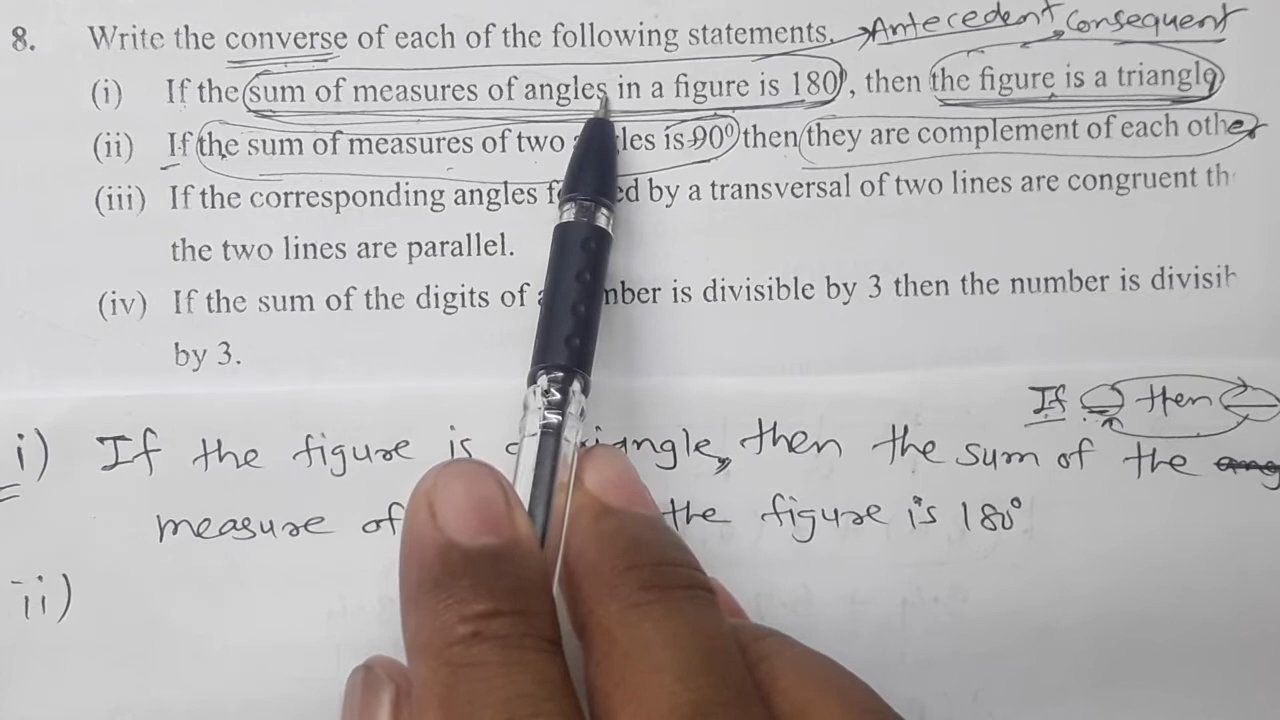 8. Write the converse of each of the following statements. Antecedent, Consequent
(i) If the sum of measures of angles in a figure is 180°, then the figure is a triangle
(ii) If the sum of measures of two les is 90° then they are complement of each other
(iii) If the corresponding angles ed by a transversal of two lines are congruent th
the two lines are parallel.
(iv) If the sum of the digits of mber is divisible by 3 then the number is divisib
by 3.
If then
i) If the figure is iangle, then the sum of the
measure of the figure is 180°
ii)